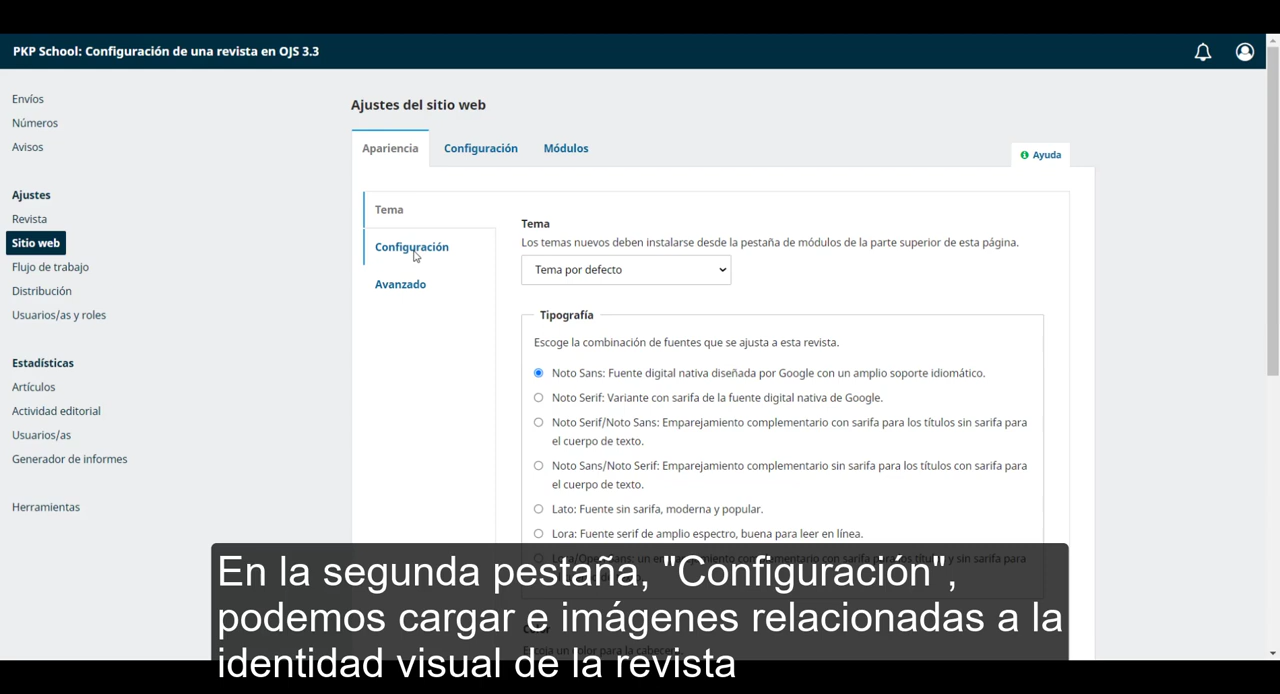 PKP School: Configuración de una revista en OJS 3.3
Envíos
Números
Avisos
Ajustes
Revista
Sitio web
Flujo de trabajo
Distribución
Usuarios/as y roles
Estadísticas
Artículos
Actividad editorial
Usuarios/as
Generador de informes
Herramientas
Ajustes del sitio web
Apariencia
Configuración
Módulos
Ayuda
Tema
Configuración
Avanzado
Tema
Los temas nuevos deben instalarse desde la pestaña de módulos de la parte superior de esta página.
Tema por defecto
Tipografía
Escoge la combinación de fuentes que se ajusta a esta revista.
Noto Sans: Fuente digital nativa diseñada por Google con un amplio soporte idiomático.
Noto Serif: Variante con sarifa de la fuente digital nativa de Google.
Noto Serif/Noto Sans: Emparejamiento complementario con sarifa para los títulos sin sarifa para
el cuerpo de texto.
Noto Sans/Noto Serif: Emparejamiento complementario sin sarifa para los títulos con sarifa para
el cuerpo de texto.
Lato: Fuente sin sarifa, moderna y popular.
Lora: Fuente serif de amplio espectro, buena para leer en línea.
En la segunda pestaña, "Configuración",
podemos cargar e imágenes relacionadas a la
identidad visual de la revista